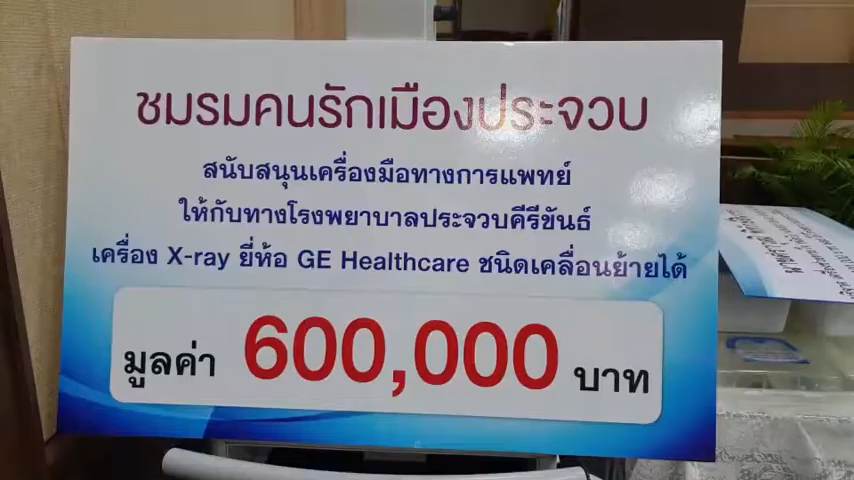 ชมรมคนรักเมืองประจวบ
สนับสนุนเครื่องมือทางการแพทย์
ให้กับทางโรงพยาบาลประจวบคีรีขันธ์
เครื่อง X-ray ยี่ห้อ GE Healthcare ชนิดเคลื่อนย้ายได้
มูลค่า 600,000 บาท